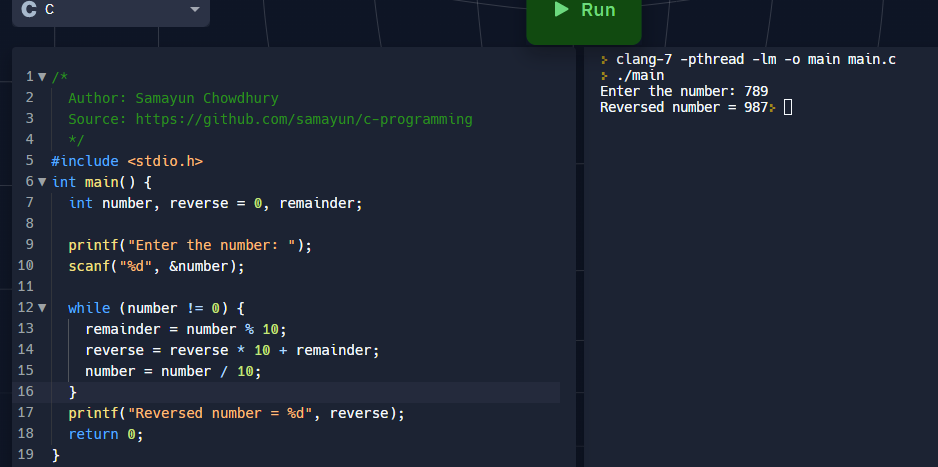 C C
Run
1 /*
2 Author: Samayun Chowdhury
3 Source: https://github.com/samayun/c-programming
4 */
5 #include <stdio.h>
6 int main() {
7 int number, reverse = 0, remainder;
8
9 printf("Enter the number: ");
10 scanf("%d", &number);
11
12 while (number != 0) {
13 remainder = number % 10;
14 reverse = reverse * 10 + remainder;
15 number = number / 10;
16 }
17 printf("Reversed number = %d", reverse);
18 return 0;
19 }
clang-7 -pthread -lm -o main main.c
./main
Enter the number: 789
Reversed number = 987